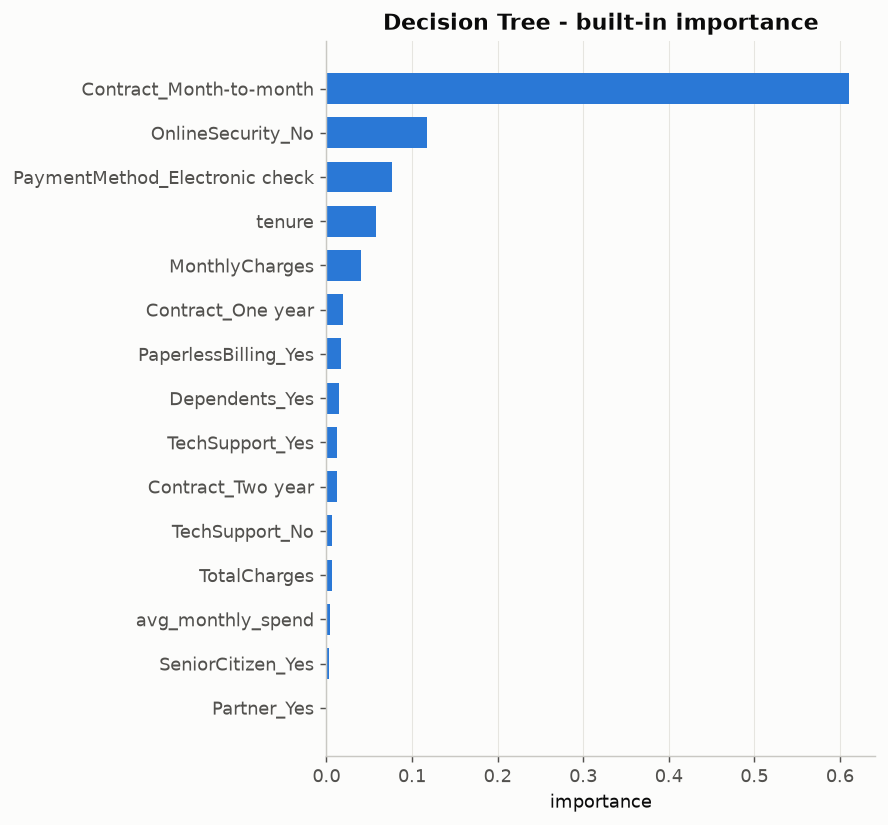 Decision Tree - built-in importance
Contract_Month-to-month
OnlineSecurity_No
PaymentMethod_Electronic check
tenure
MonthlyCharges
Contract_One year
PaperlessBilling_Yes
Dependents_Yes
TechSupport_Yes
Contract_Two year
TechSupport_No
TotalCharges
avg_monthly_spend
SeniorCitizen_Yes
Partner_Yes
0.0 0.1 0.2 0.3 0.4 0.5 0.6
importance